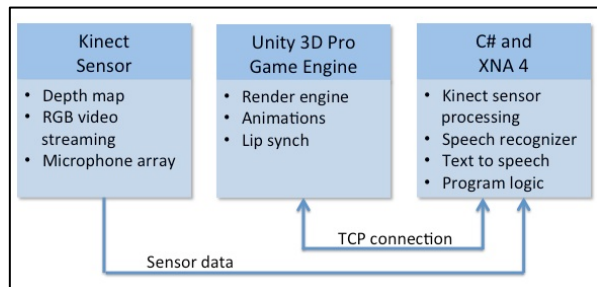 Kinect
Sensor
• Depth map
• RGB video
streaming
• Microphone array
Unity 3D Pro
Game Engine
• Render engine
• Animations
• Lip synch
C# and
XNA 4
• Kinect sensor
processing
• Speech recognizer
• Text to speech
• Program logic
TCP connection
Sensor data